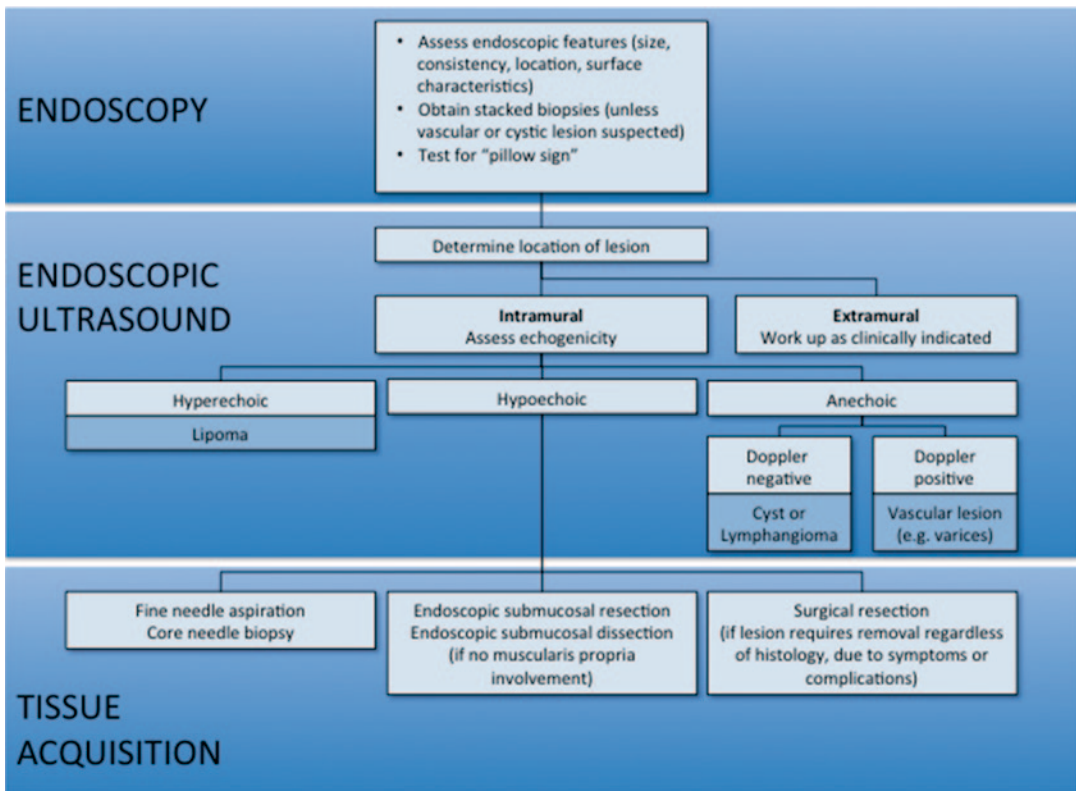 ENDOSCOPY
• Assess endoscopic features (size,
consistency, location, surface
characteristics)
• Obtain stacked biopsies (unless
vascular or cystic lesion suspected)
• Test for “pillow sign”
ENDOSCOPIC
ULTRASOUND
Determine location of lesion
Intramural
Assess echogenicity
Extramural
Work up as clinically indicated
Hyperechoic
Lipoma
Hypoechoic
Anechoic
Doppler
negative
Cyst or
Lymphangioma
Doppler
positive
Vascular lesion
(e.g. varices)
TISSUE
ACQUISITION
Fine needle aspiration
Core needle biopsy
Endoscopic submucosal resection
Endoscopic submucosal dissection
(if no muscularis propria
involvement)
Surgical resection
(if lesion requires removal regardless
of histology, due to symptoms or
complications)